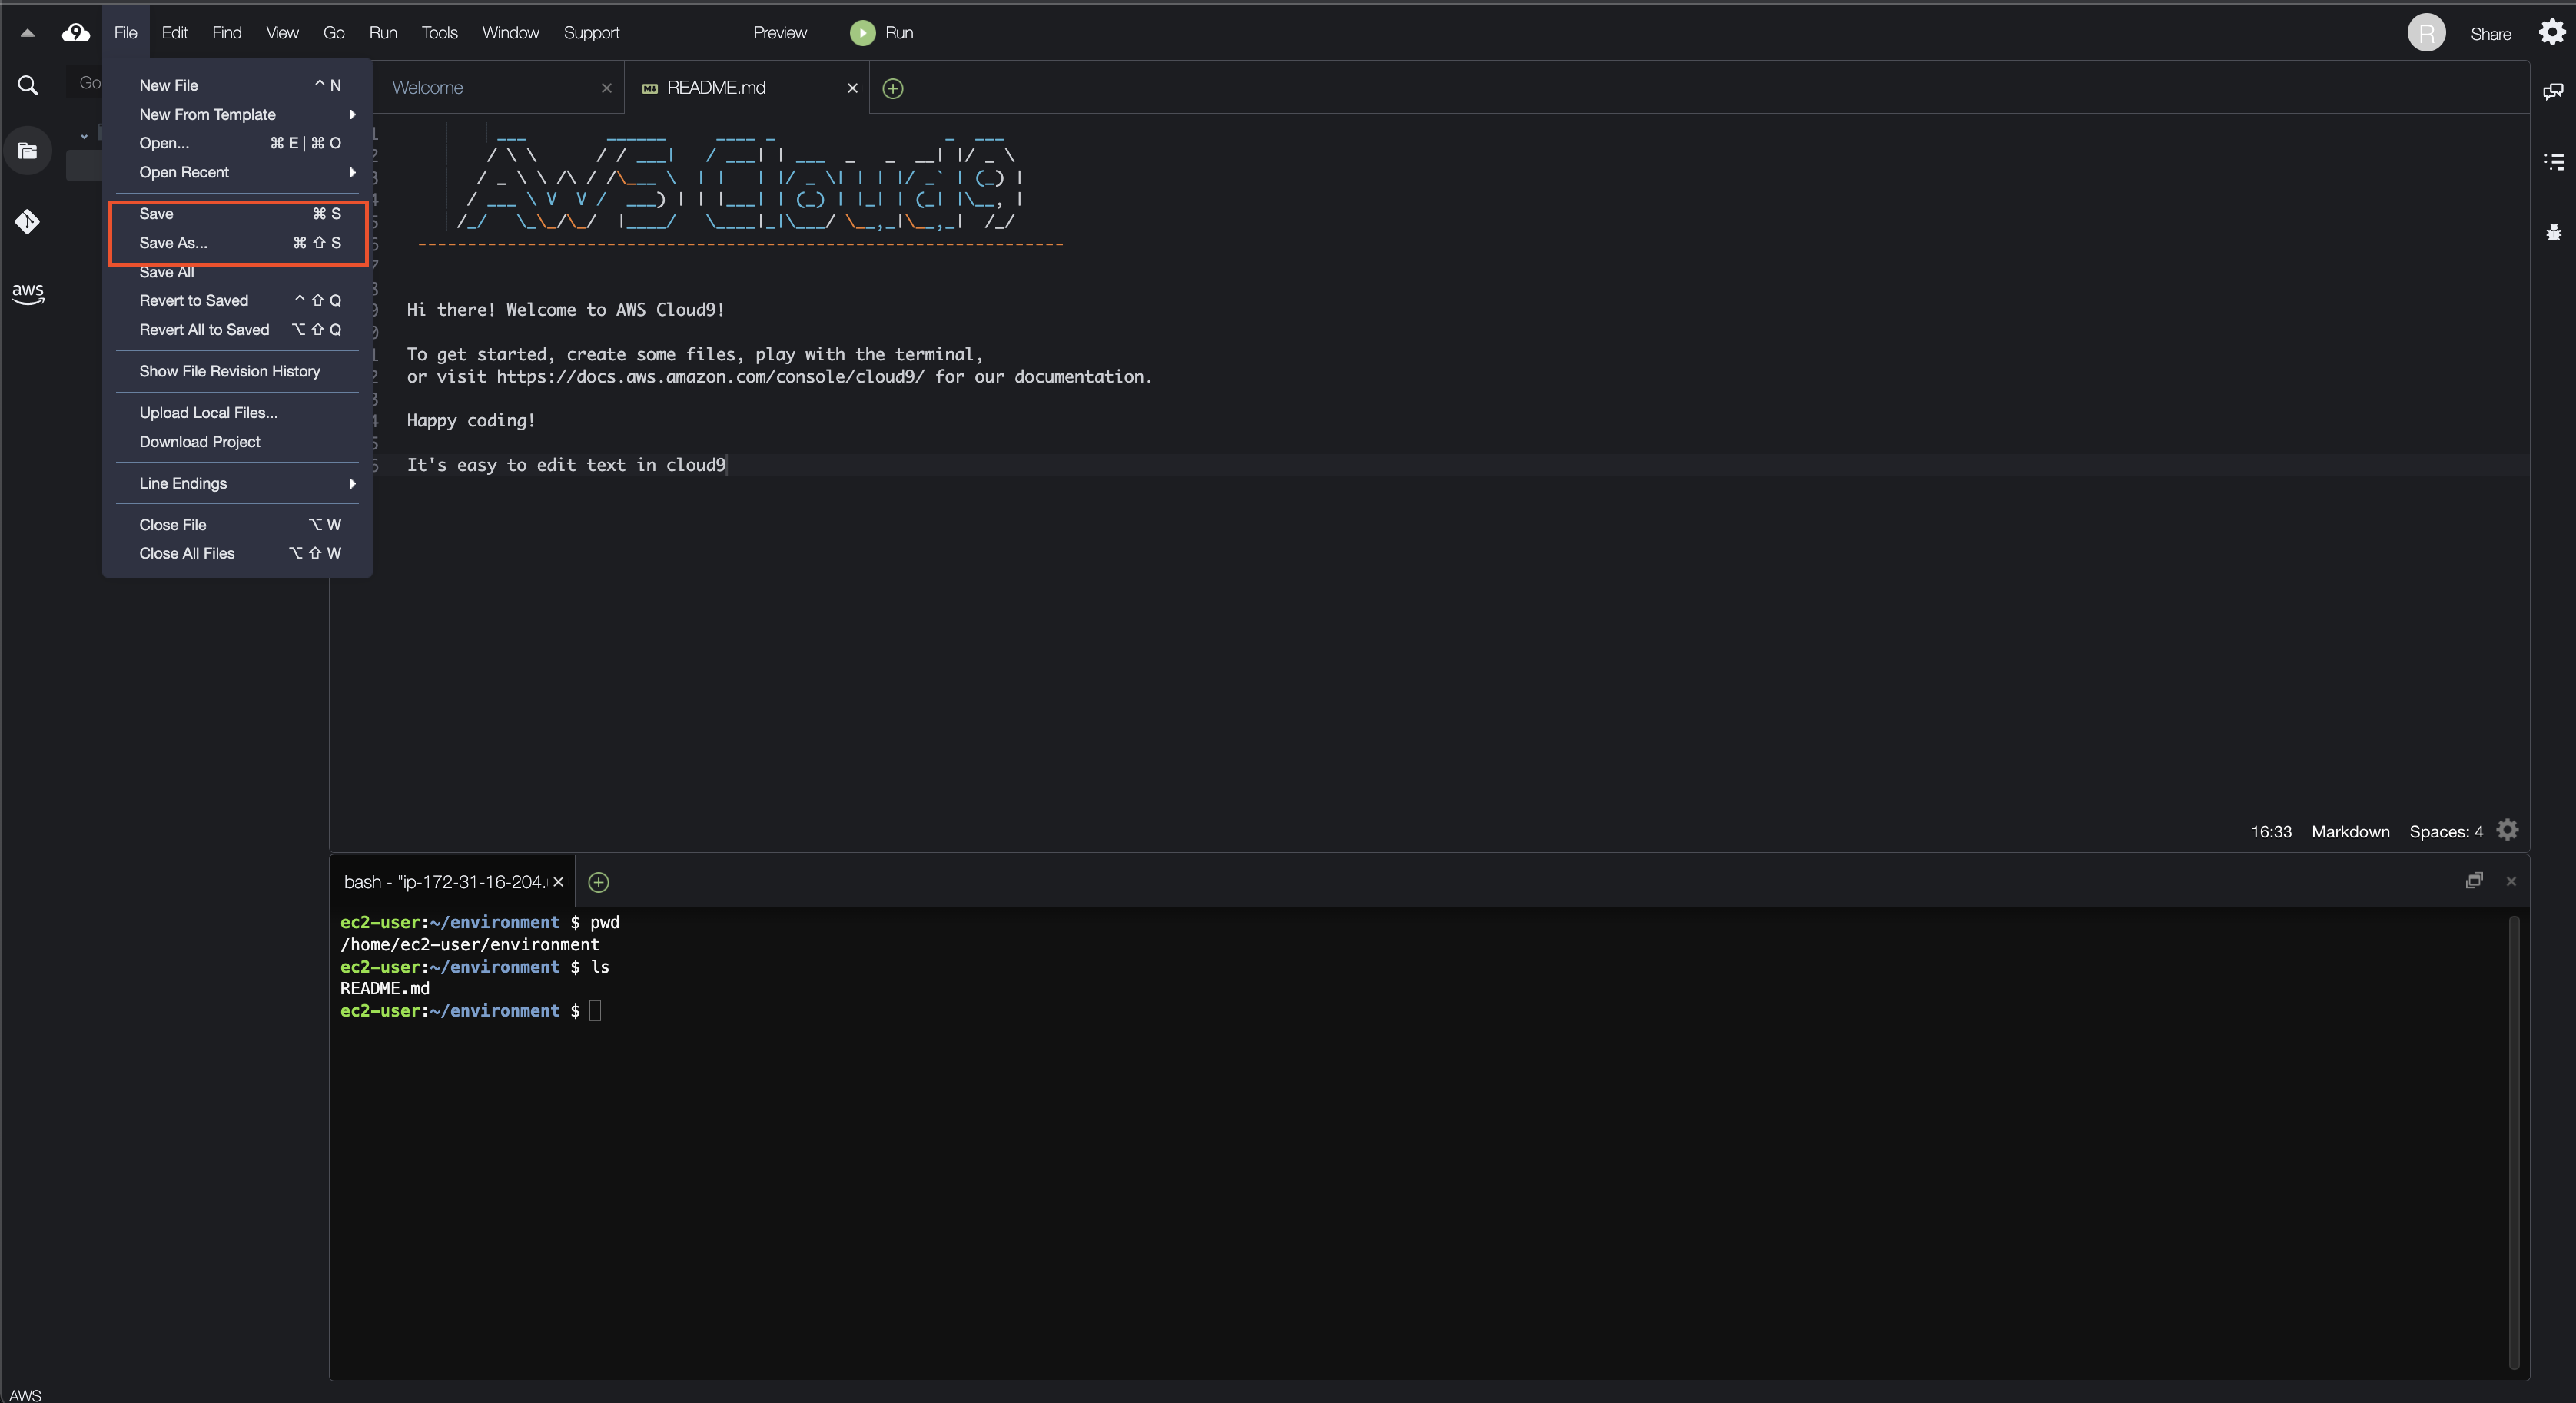 File Edit Find View Go Run Tools Window Support Preview Run R Share
Go
New File ^ N
New From Template
Open... ⌘ E | ⌘ O
Open Recent
Save ⌘ S
Save As... ⌘ ⇧ S
Save All
Revert to Saved ^ ⇧ Q
Revert All to Saved ⌥ ⇧ Q
Show File Revision History
Upload Local Files...
Download Project
Line Endings
Close File ⌥ W
Close All Files ⌥ ⇧ W
aws
Welcome
README.md
AWS Cloud9
Hi there! Welcome to AWS Cloud9!
To get started, create some files, play with the terminal,
or visit https://docs.aws.amazon.com/console/cloud9/ for our documentation.
Happy coding!
It's easy to edit text in cloud9
16:33 Markdown Spaces: 4
bash - "ip-172-31-16-204.
ec2-user:~/environment $ pwd
/home/ec2-user/environment
ec2-user:~/environment $ ls
README.md
ec2-user:~/environment $
AWS